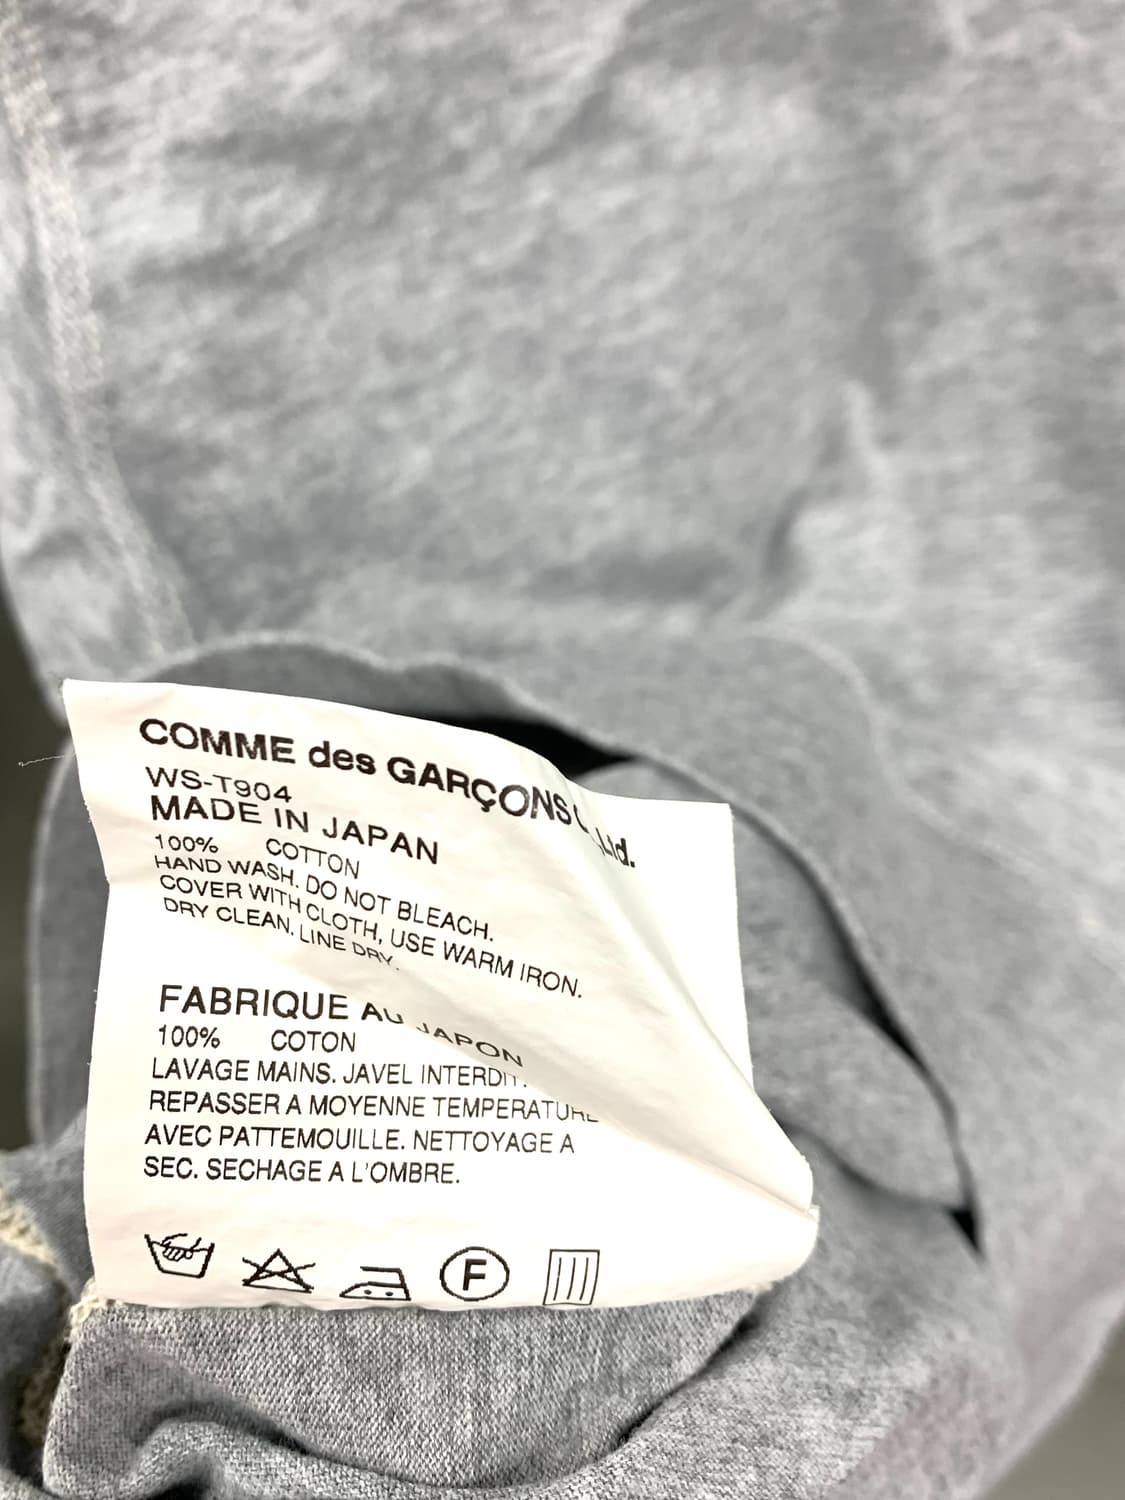 COMME des GARÇONS Ltd.
WS-T904
MADE IN JAPAN
100% COTTON
HAND WASH. DO NOT BLEACH.
COVER WITH CLOTH, USE WARM IRON.
DRY CLEAN. LINE DRY.
FABRIQUE AU JAPON
100% COTON
LAVAGE MAINS. JAVEL INTERDIT.
REPASSER A MOYENNE TEMPERATURE
AVEC PATTEMOUILLE. NETTOYAGE A
SEC. SECHAGE A L'OMBRE.
F